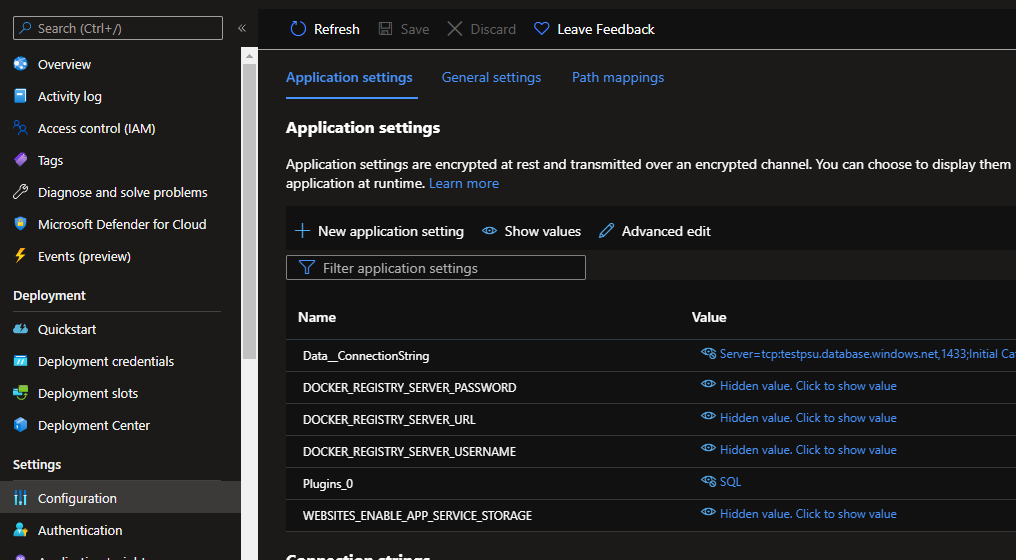 Search (Ctrl+/)
«
Overview
Activity log
Access control (IAM)
Tags
Diagnose and solve problems
Microsoft Defender for Cloud
Events (preview)
Deployment
Quickstart
Deployment credentials
Deployment slots
Deployment Center
Settings
Configuration
Authentication
Refresh Save Discard Leave Feedback
Application settings General settings Path mappings
Application settings
Application settings are encrypted at rest and transmitted over an encrypted channel. You can choose to display them
application at runtime. Learn more
New application setting Show values Advanced edit
Filter application settings
Name Value
Data__ConnectionString Server=tcp:testpsu.database.windows.net,1433;Initial Ca
DOCKER_REGISTRY_SERVER_PASSWORD Hidden value. Click to show value
DOCKER_REGISTRY_SERVER_URL Hidden value. Click to show value
DOCKER_REGISTRY_SERVER_USERNAME Hidden value. Click to show value
Plugins_0 SQL
WEBSITES_ENABLE_APP_SERVICE_STORAGE Hidden value. Click to show value
Connection strings